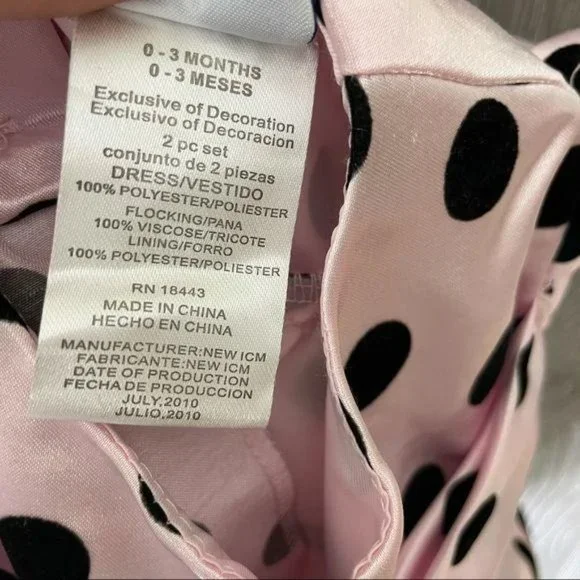 0 - 3 MONTHS
0 - 3 MESES
Exclusive of Decoration
Exclusivo of Decoracion
2 pc set
conjunto de 2 piezas
DRESS/VESTIDO
100% POLYESTER/POLIESTER
FLOCKING/PANA
100% VISCOSE/TRICOTE
LINING/FORRO
100% POLYESTER/POLIESTER
RN 18443
MADE IN CHINA
HECHO EN CHINA
MANUFACTURER:NEW ICM
FABRICANTE:NEW ICM
DATE OF PRODUCTION
FECHA DE PRODUCCION
JULY,2010
JULIO,2010